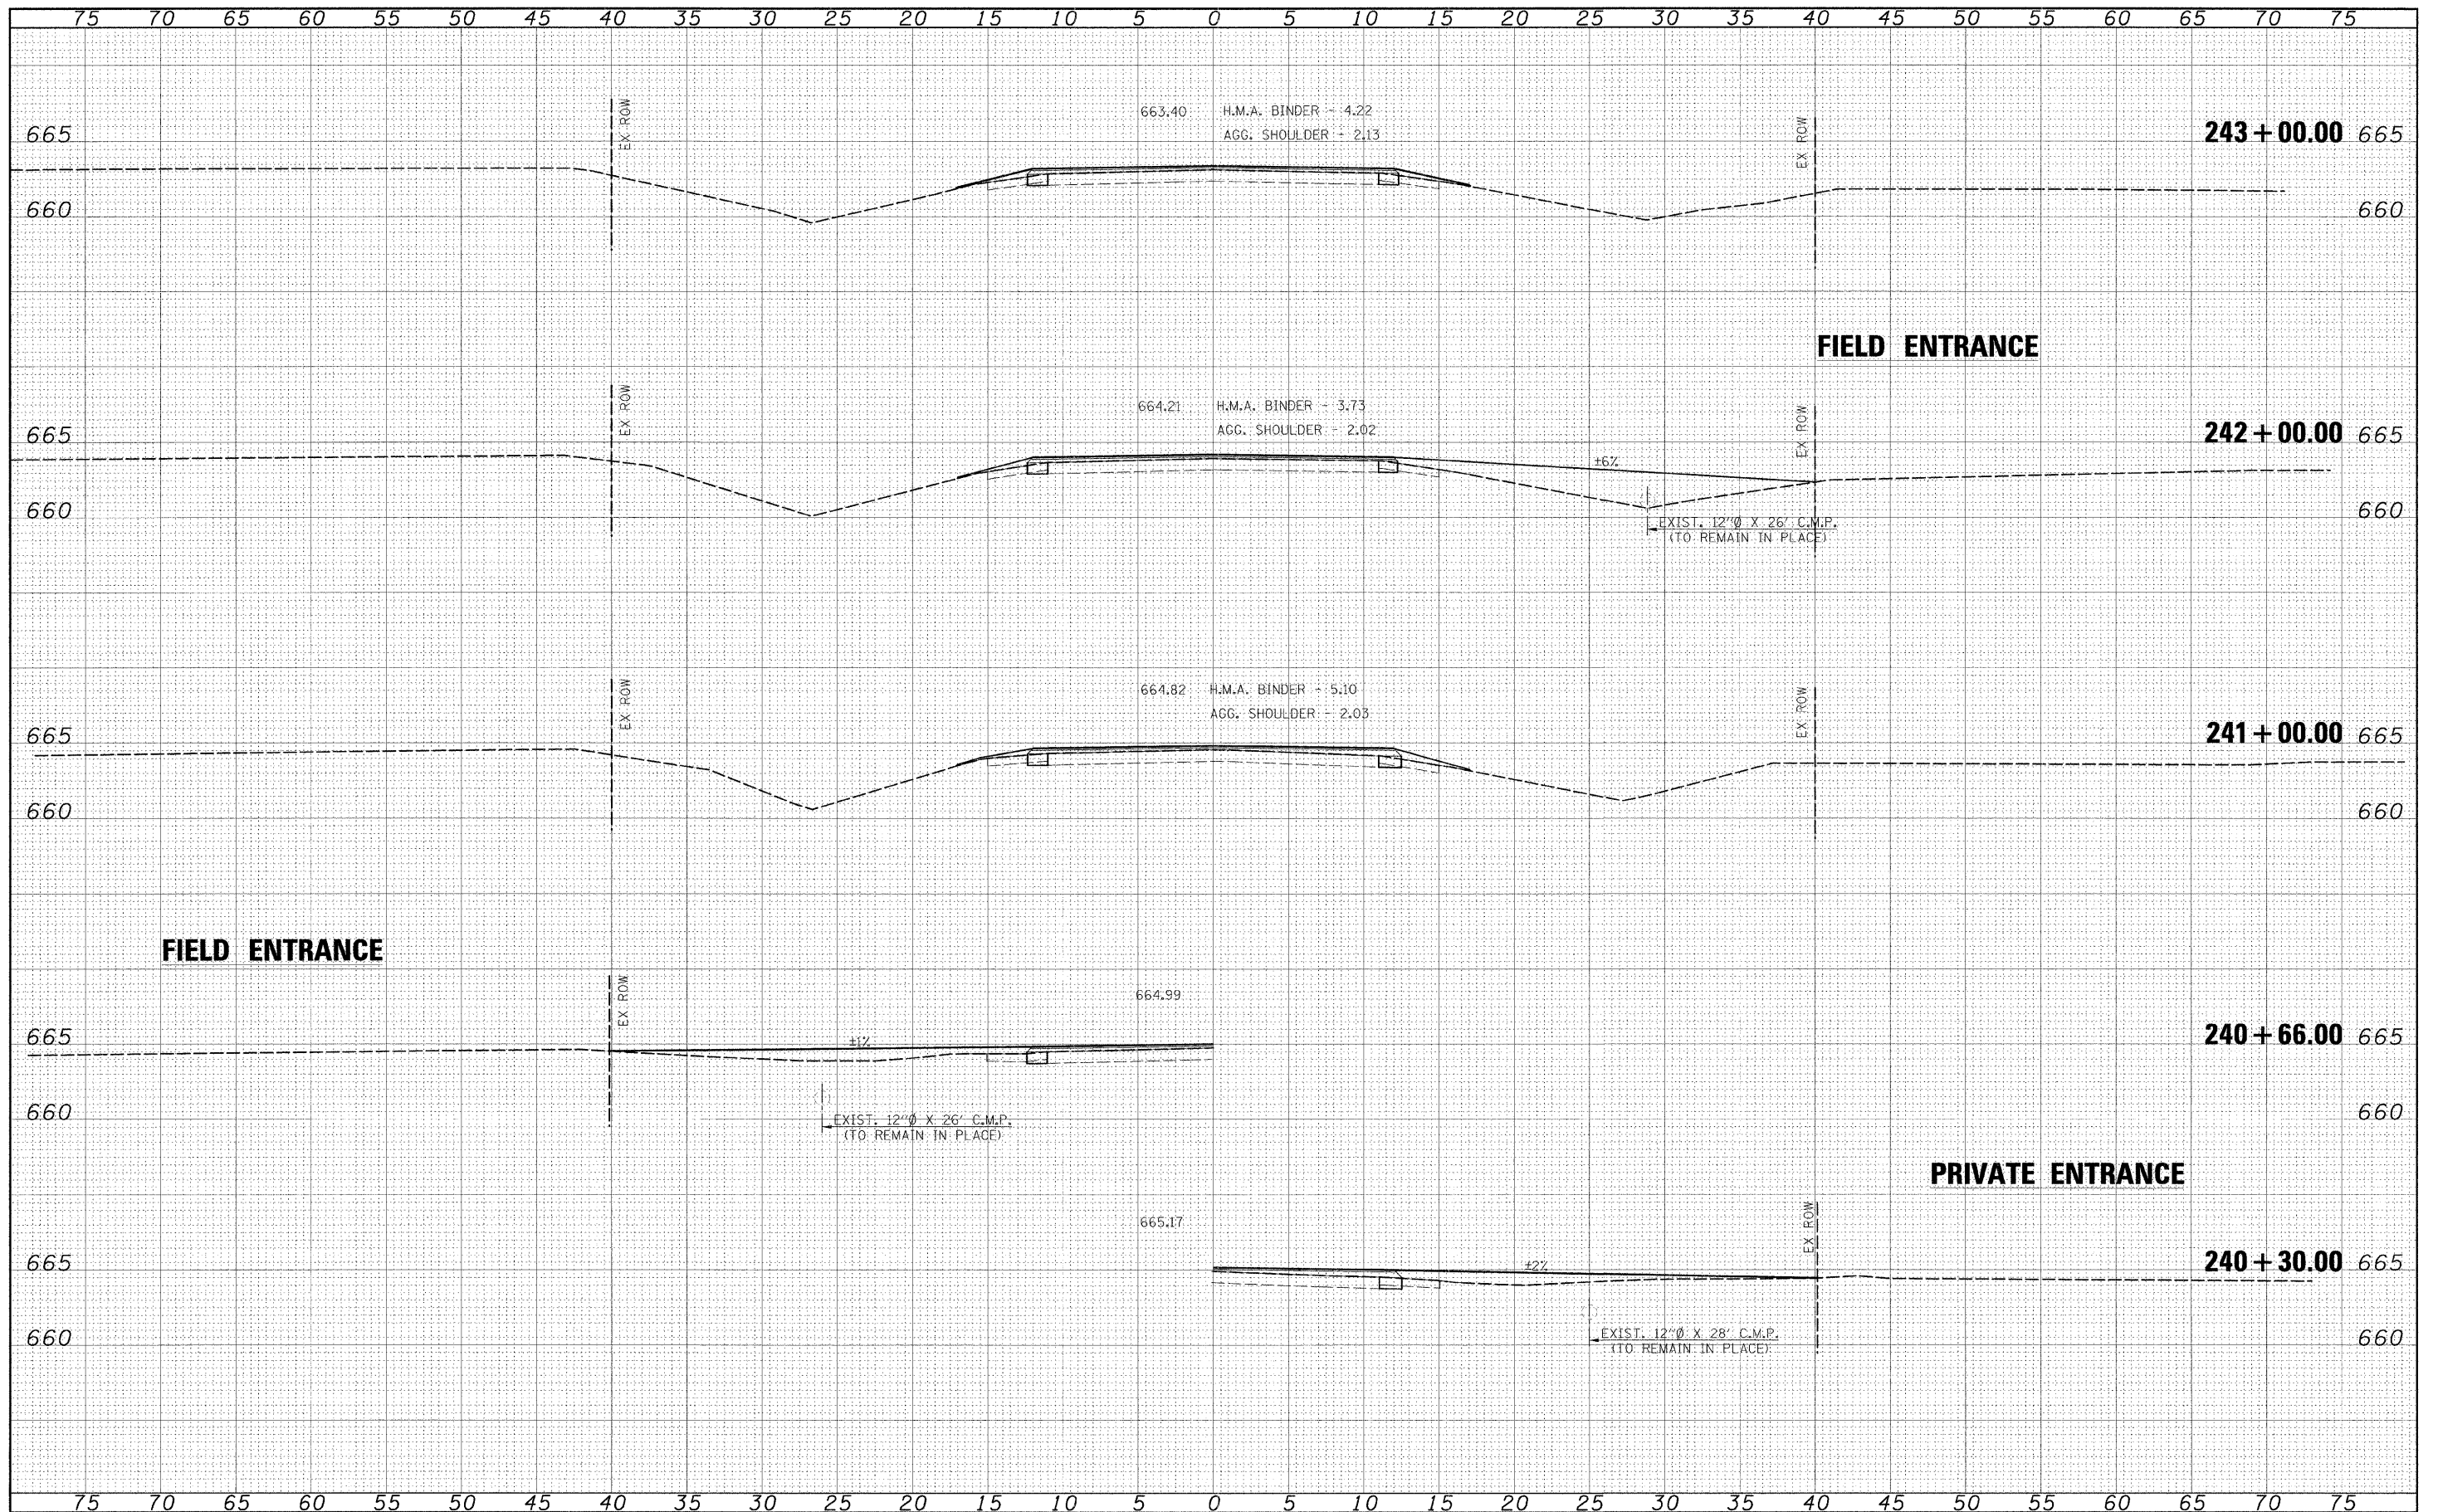 75 70 65 60 55 50 45 40 35 30 25 20 15 10 5 0 5 10 15 20 25 30 35 40 45 50 55 60 65 70 75
663.40 H.M.A. BINDER - 4.22
AGG. SHOULDER - 2.13
EX ROW
EX ROW
665 243+00.00 665
660 660
FIELD ENTRANCE
664.21 H.M.A. BINDER - 3.73
AGG. SHOULDER - 2.02
EX ROW
EX ROW
665 242+00.00 665
±6%
660 660
EXIST. 12"Ø X 26' C.M.P.
(TO REMAIN IN PLACE)
664.82 H.M.A. BINDER - 5.10
AGG. SHOULDER - 2.03
EX ROW
EX ROW
665 241+00.00 665
660 660
FIELD ENTRANCE
664.99
EX ROW
665 240+66.00 665
±1%
660 660
EXIST. 12"Ø X 26' C.M.P.
(TO REMAIN IN PLACE)
PRIVATE ENTRANCE
665.17
EX ROW
665 240+30.00 665
±2%
660 660
EXIST. 12"Ø X 28' C.M.P.
(TO REMAIN IN PLACE)
75 70 65 60 55 50 45 40 35 30 25 20 15 10 5 0 5 10 15 20 25 30 35 40 45 50 55 60 65 70 75